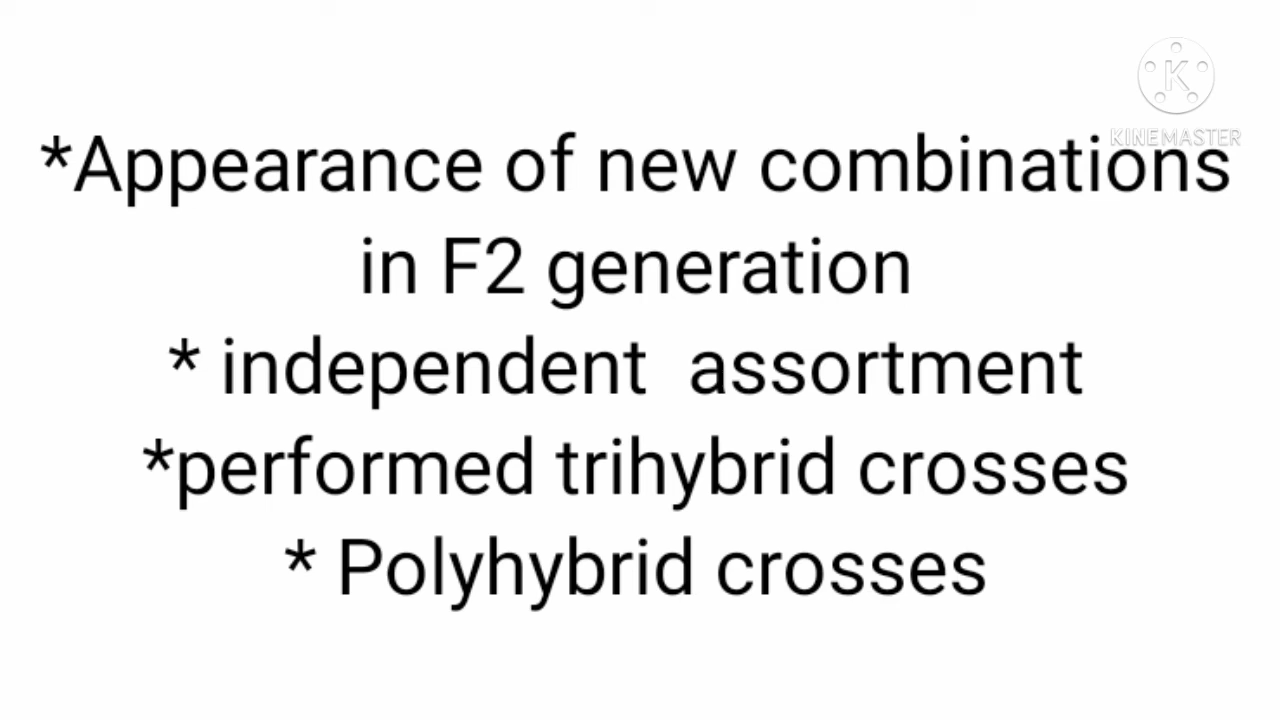 K
KINEMASTER
*Appearance of new combinations
in F2 generation
* independent  assortment
*performed trihybrid crosses
* Polyhybrid crosses